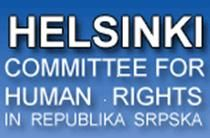 HELSINKI
COMMITTEE FOR
HUMAN RIGHTS
IN REPUBLIKA SRPSKA